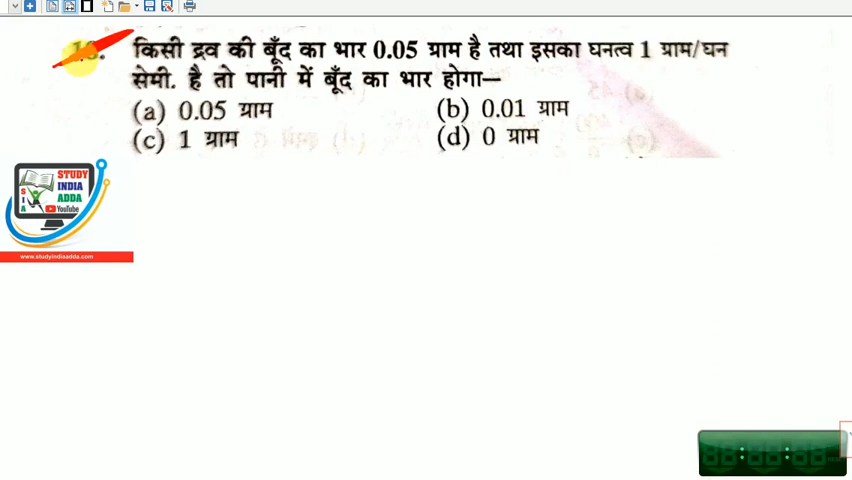 किसी द्रव की बूँद का भार 0.05 ग्राम है तथा इसका घनत्व 1 ग्राम/घन
सेमी. है तो पानी में बूँद का भार होगा—
(a) 0.05 ग्राम (b) 0.01 ग्राम
(c) 1 ग्राम (d) 0 ग्राम
STUDY
INDIA
ADDA
YouTube
SIA
www.studyindiaadda.com